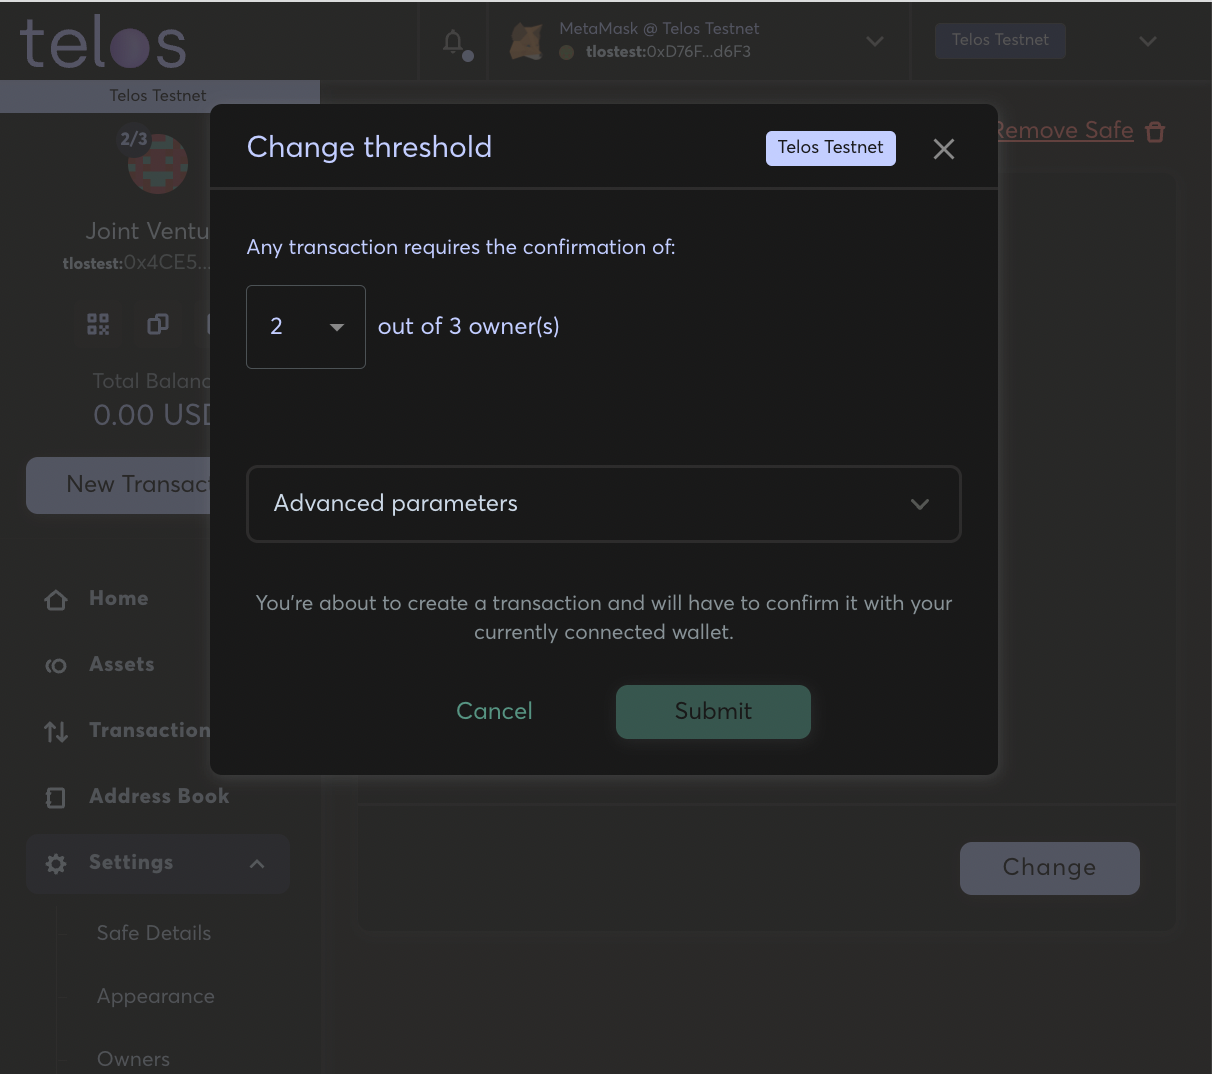 telos
MetaMask @ Telos Testnet
tlostest:0xD76F...d6F3
Telos Testnet
Telos Testnet
2/3
Joint Ventu
tlostest:0x4CE5...
Total Balanc
0.00 USD
New Transact
Home
Assets
Transaction
Address Book
Settings
Safe Details
Appearance
Owners
Remove Safe
Change threshold
Telos Testnet
Any transaction requires the confirmation of:
2 out of 3 owner(s)
Advanced parameters
You're about to create a transaction and will have to confirm it with your
currently connected wallet.
Cancel
Submit
Change